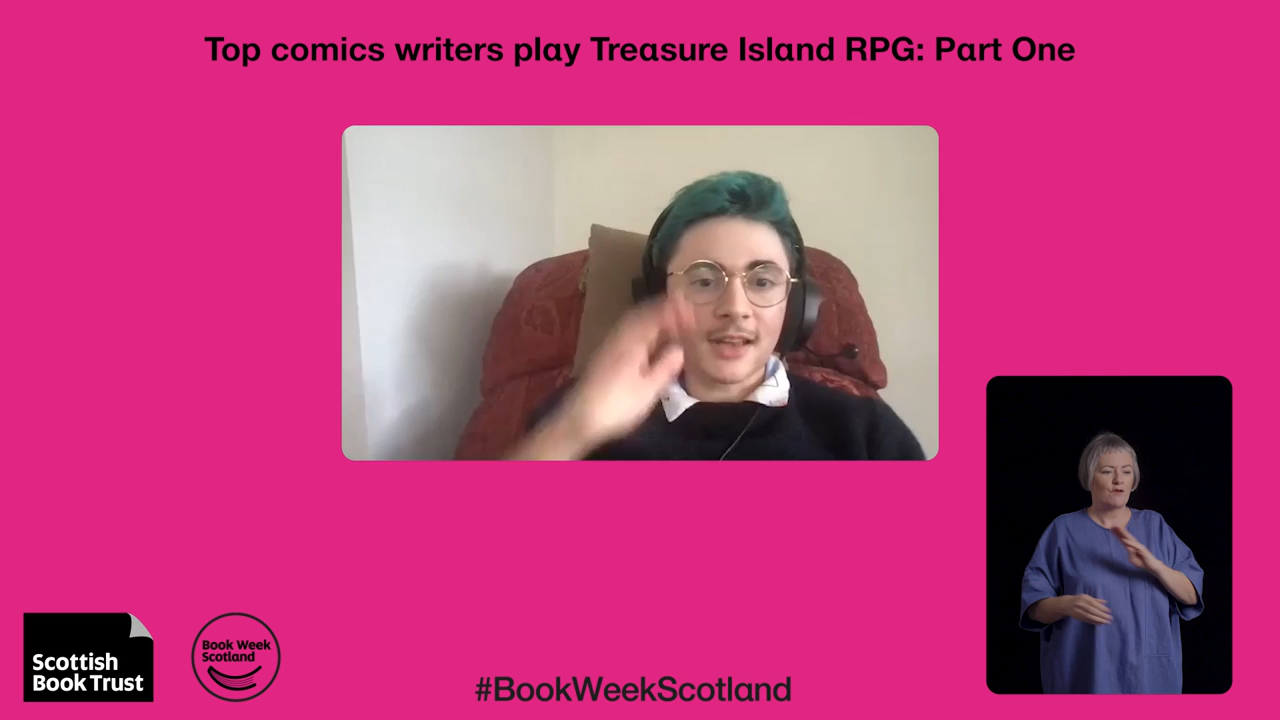 Top comics writers play Treasure Island RPG: Part One
Scottish
Book Trust
Book Week
Scotland
#BookWeekScotland